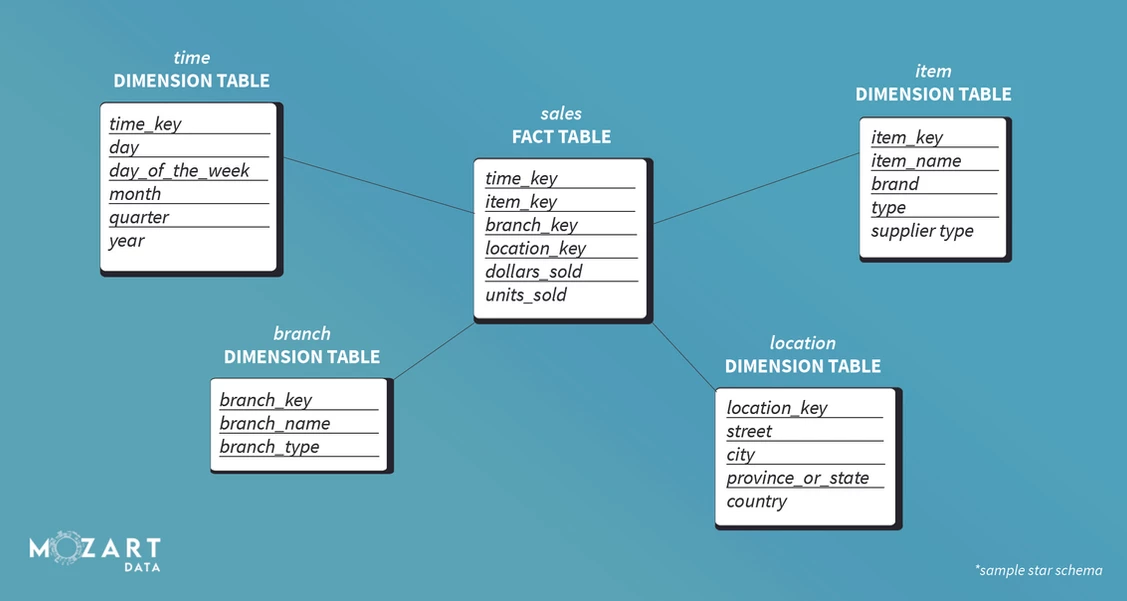 time
DIMENSION TABLE
time_key
day
day_of_the_week
month
quarter
year
sales
FACT TABLE
time_key
item_key
branch_key
location_key
dollars_sold
units_sold
item
DIMENSION TABLE
item_key
item_name
brand
type
supplier type
branch
DIMENSION TABLE
branch_key
branch_name
branch_type
location
DIMENSION TABLE
location_key
street
city
province_or_state
country
MOZART
DATA
*sample star schema